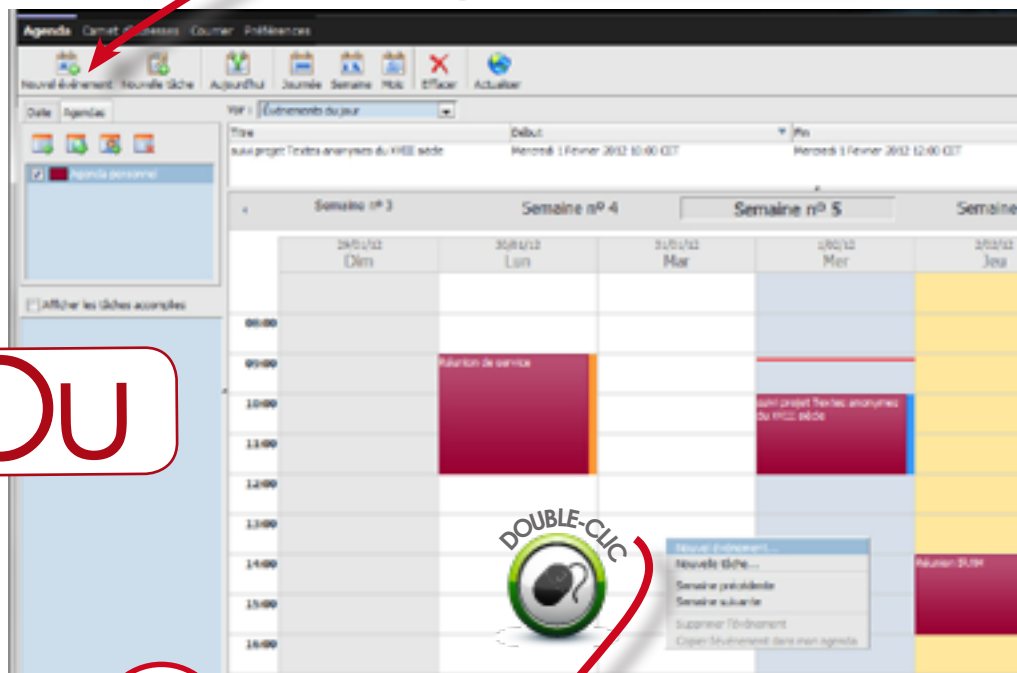 Agenda Carnet d'adresses Courrier Préférences
Nouvel événement Nouvelle tâche Aujourd'hui Journée Semaine Mois Effacer Actualiser
Date Agendas
Voir : Événements du jour
Titre Début Fin
suivi projet Textes anonymes du XVIII siècle Mercredi 1 Février 2012 10:00 CET Mercredi 1 Février 2012 12:00 CET
Agenda personnel
Semaine nº 3 Semaine nº 4 Semaine nº 5 Semaine
29/01/12 30/01/12 31/01/12 1/02/12 2/02/12
Dim Lun Mar Mer Jeu
Afficher les tâches accomplies
08:00
09:00
Réunion de service
OU
10:00
suivi projet Textes anonymes
du XVIII siècle
11:00
12:00
13:00
DOUBLE-CLIC
14:00
Nouvel événement...
Nouvelle tâche...
Semaine précédente
Semaine suivante
Supprimer l'événement
Copier l'événement dans mon agenda
Réunion
15:00
16:00